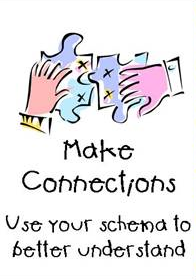 Make
Connections
Use your schema to
better understand